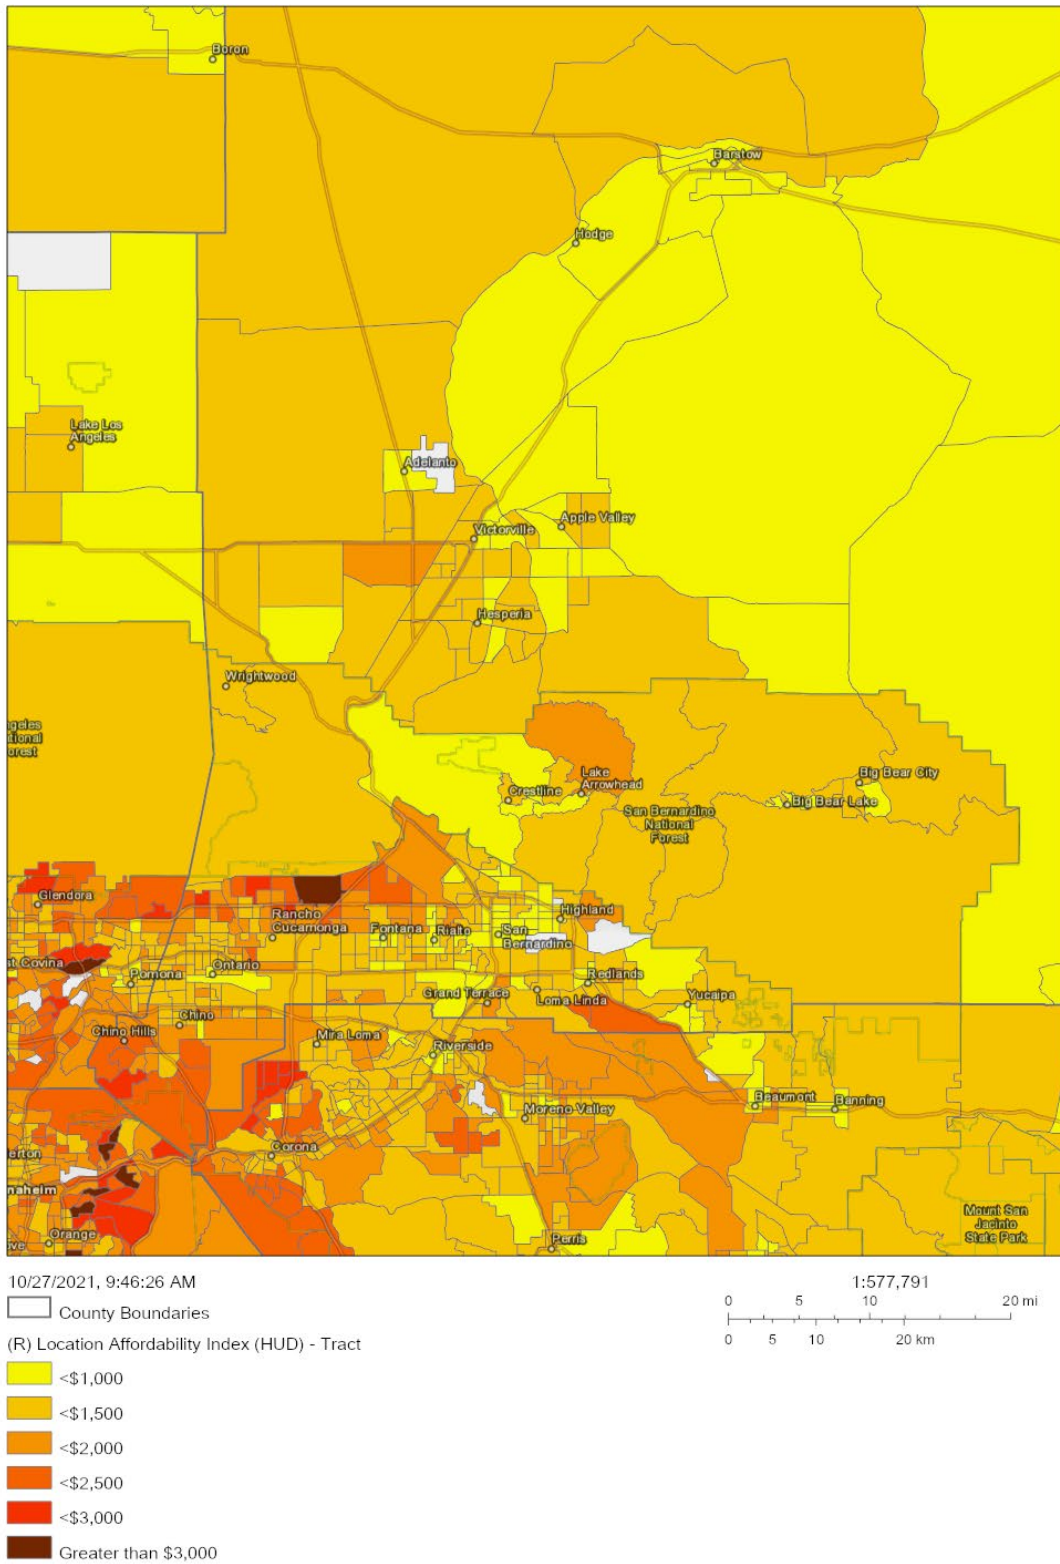 Boron
Barstow
Hodge
Lake Los
Angeles
Adelanto
Apple Valley
Victorville
Hesperia
Wrightwood
ngeles
tional
orest
Big Bear City
Lake
Arrowhead
Crestline
Big Bear Lake
San Bernardino
National
Forest
Glendora
Rancho
Cucamonga
Fontana
Rialto
San
Bernardino
Highland
st Covina
Pomona
Ontario
Redlands
Grand Terrace
Loma Linda
Yucaipa
Chino Hills
Chino
Mira Loma
Riverside
Moreno Valley
Beaumont
Banning
Corona
erton
naheim
Orange
ove
Perris
Mount San
Jacinto
State Park
10/27/2021, 9:46:26 AM
1:577,791
County Boundaries
0 5 10 20 mi
0 5 10 20 km
(R) Location Affordability Index (HUD) - Tract
<$1,000
<$1,500
<$2,000
<$2,500
<$3,000
Greater than $3,000